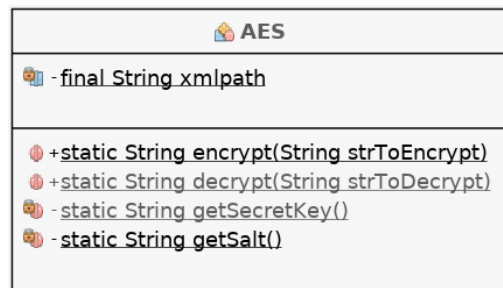 AES
- final String xmlpath
+static String encrypt(String strToEncrypt)
+static String decrypt(String strToDecrypt)
- static String getSecretKey()
- static String getSalt()